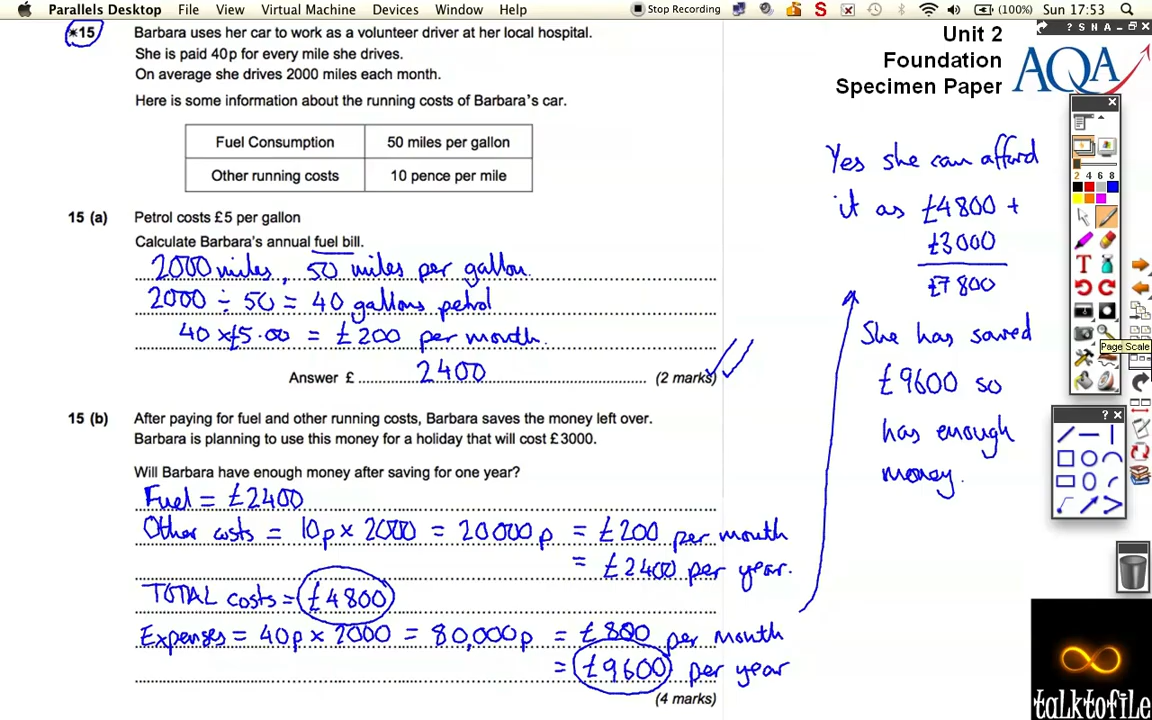 Parallels Desktop File View Virtual Machine Devices Window Help Stop Recording S (100%) Sun 17:53
*15 Barbara uses her car to work as a volunteer driver at her local hospital.
She is paid 40p for every mile she drives.
On average she drives 2000 miles each month.
Here is some information about the running costs of Barbara's car.
Fuel Consumption 50 miles per gallon
Other running costs 10 pence per mile
15 (a) Petrol costs £5 per gallon
Calculate Barbara's annual fuel bill.
2000 miles, 50 miles per gallon.
2000 ÷ 50 = 40 gallons petrol
40 x £5.00 = £200 per month.
Answer £ 2400 (2 marks)
15 (b) After paying for fuel and other running costs, Barbara saves the money left over.
Barbara is planning to use this money for a holiday that will cost £3000.
Will Barbara have enough money after saving for one year?
Fuel = £2400
Other costs = 10p x 2000 = 20000p = £200 per month
= £2400 per year.
TOTAL costs = £4800
Expenses = 40p x 2000 = 80,000p = £800 per month
= £9600 per year
(4 marks)
Unit 2
Foundation
Specimen Paper
AQA
Yes she can afford
it as £4800 +
£3000
£7800
She has saved
£9600 so
has enough
money.
? S N A
2 4 6 8
T
Page Scale
?
talktofile